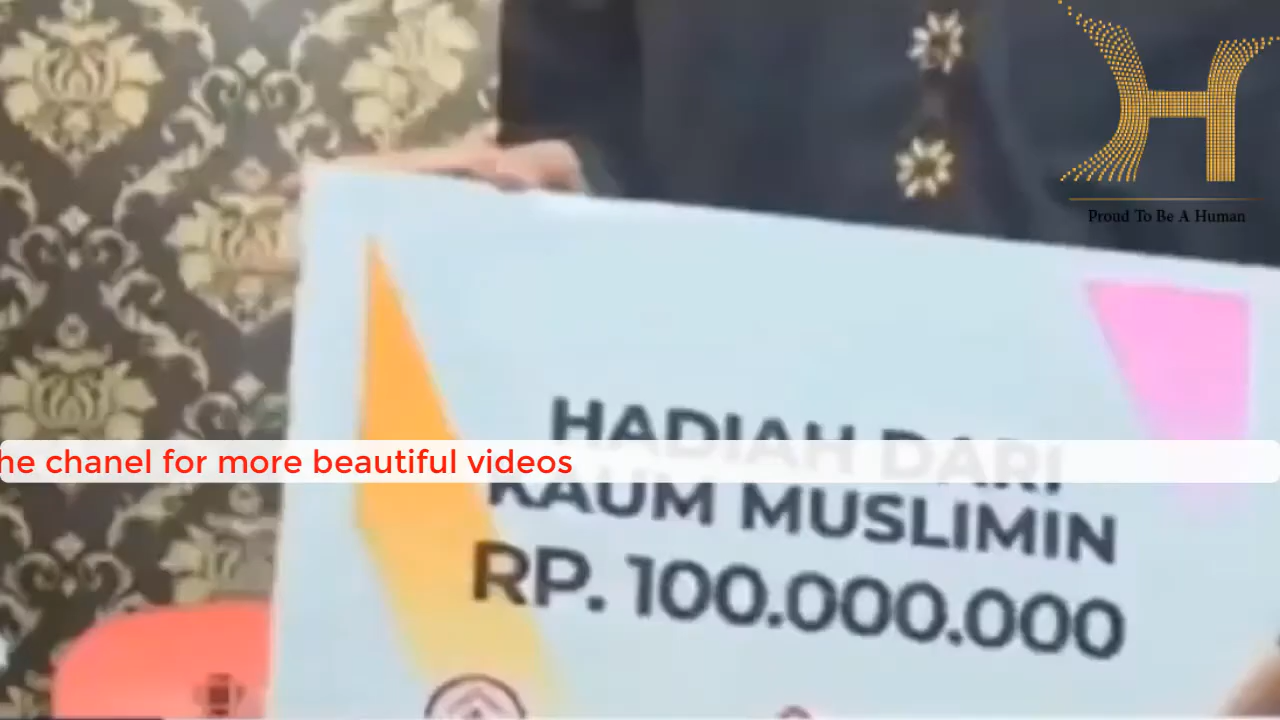 Proud To Be A Human
HADIAH DARI
he chanel for more beautiful videos
KAUM MUSLIMIN
RP. 100.000.000